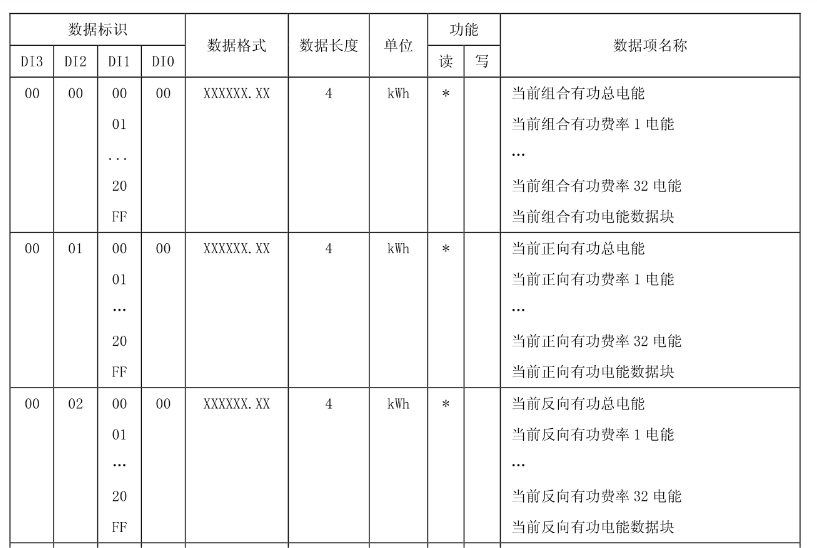 数据标识 数据格式 数据长度 单位 功能 数据项名称
DI3 DI2 DI1 DI0 读 写
00 00 00 00 XXXXXX.XX 4 kWh * 当前组合有功总电能
01 当前组合有功费率 1 电能
... …
20 当前组合有功费率 32 电能
FF 当前组合有功电能数据块
00 01 00 00 XXXXXX.XX 4 kWh * 当前正向有功总电能
01 当前正向有功费率 1 电能
… …
20 当前正向有功费率 32 电能
FF 当前正向有功电能数据块
00 02 00 00 XXXXXX.XX 4 kWh * 当前反向有功总电能
01 当前反向有功费率 1 电能
… …
20 当前反向有功费率 32 电能
FF 当前反向有功电能数据块